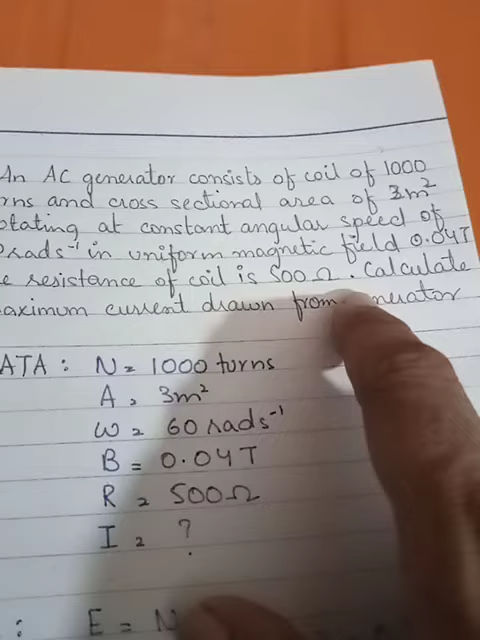 An AC generator consists of coil of 1000
rns and cross sectional area of 3m²
otating at constant angular speed of
rads⁻¹ in uniform magnetic field 0.04T
e resistance of coil is 500 Ω. Calculate
aximum current drawn from nuator
ATA : N = 1000 turns
A = 3m²
ω = 60 rads⁻¹
B = 0.04T
R = 500Ω
I = ?
: E = N